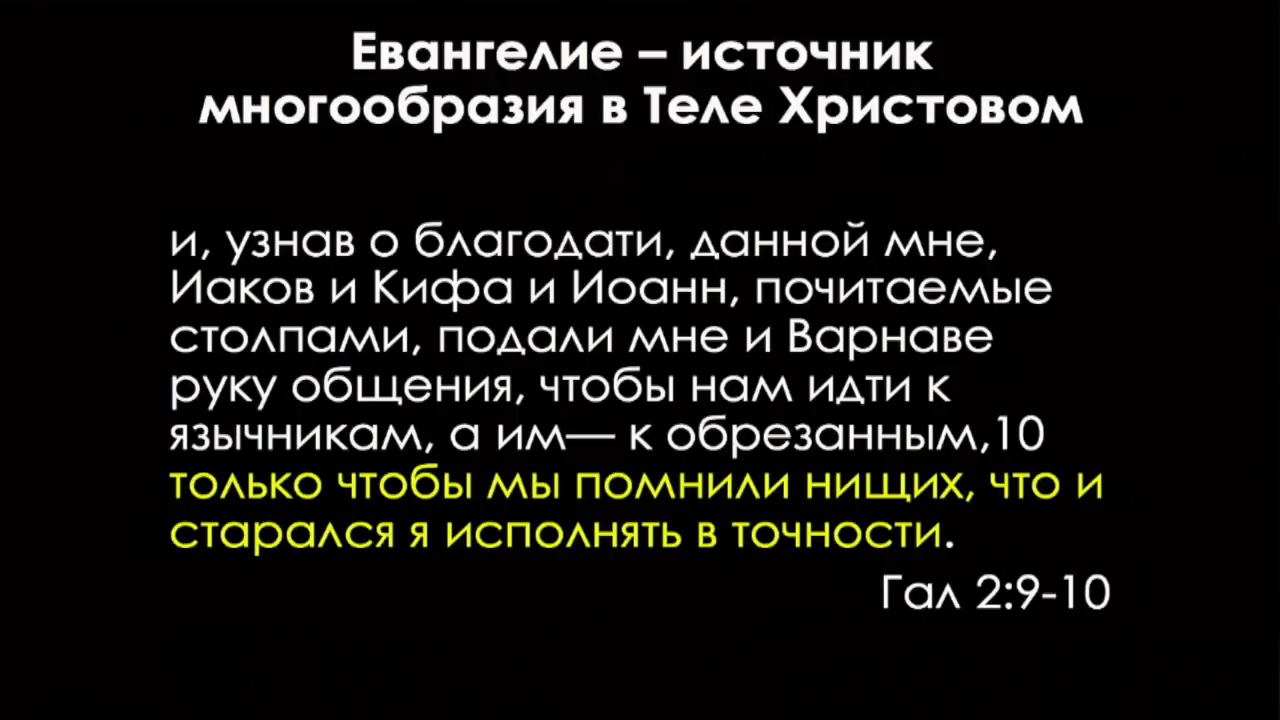 Евангелие – источник
многообразия в Теле Христовом
и, узнав о благодати, данной мне,
Иаков и Кифа и Иоанн, почитаемые
столпами, подали мне и Варнаве
руку общения, чтобы нам идти к
язычникам, а им— к обрезанным,10
только чтобы мы помнили нищих, что и
старался я исполнять в точности.
Гал 2:9-10